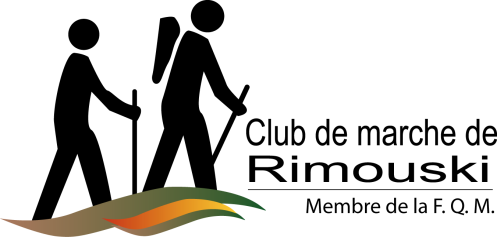 Club de marche de
Rimouski
Membre de la F. Q. M.